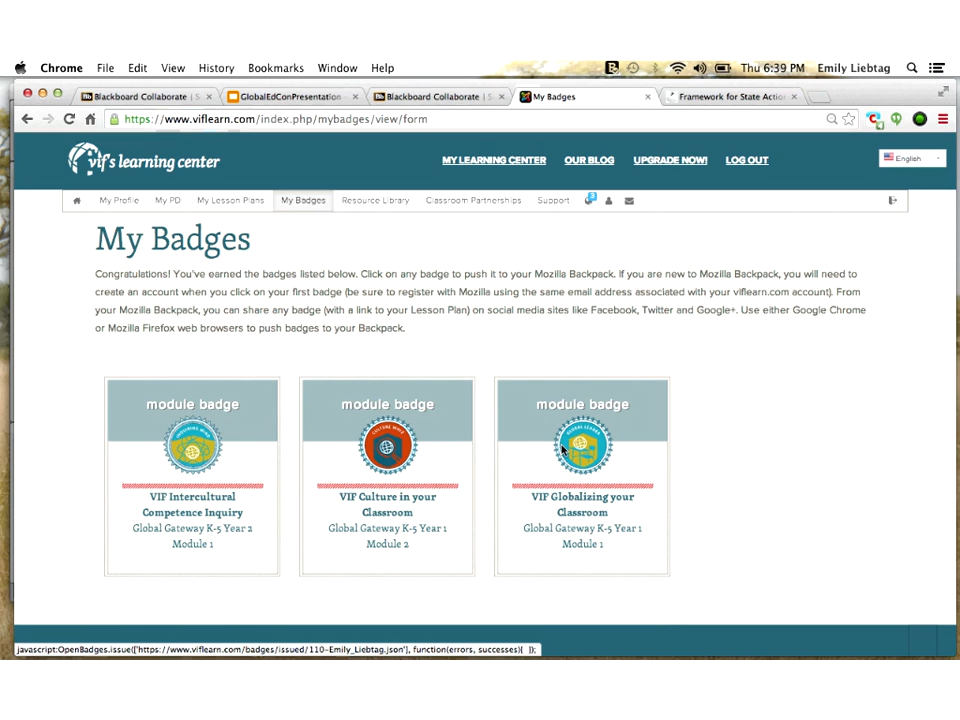 Chrome File Edit View History Bookmarks Window Help Thu 6:39 PM Emily Liebtag
Blackboard Collaborate | S × GlobalEdConPresentation × Blackboard Collaborate | S × My Badges × Framework for State Actio ×
https://www.viflearn.com/index.php/mybadges/view/form
vif's learning center MY LEARNING CENTER OUR BLOG UPGRADE NOW! LOG OUT English
My Profile My PD My Lesson Plans My Badges Resource Library Classroom Partnerships Support
My Badges
Congratulations! You've earned the badges listed below. Click on any badge to push it to your Mozilla Backpack. If you are new to Mozilla Backpack, you will need to
create an account when you click on your first badge (be sure to register with Mozilla using the same email address associated with your viflearn.com account). From
your Mozilla Backpack, you can share any badge (with a link to your Lesson Plan) on social media sites like Facebook, Twitter and Google+. Use either Google Chrome
or Mozilla Firefox web browsers to push badges to your Backpack.
module badge module badge module badge
INQUIRING MIND CULTURE WHIZ GLOBAL LEADER
VIF Intercultural VIF Culture in your VIF Globalizing your
Competence Inquiry Classroom Classroom
Global Gateway K-5 Year 2 Global Gateway K-5 Year 1 Global Gateway K-5 Year 1
Module 1 Module 2 Module 1
javascript:OpenBadges.issue(['https://www.viflearn.com/badges/issued/110-Emily_Liebtag.json'], function(errors, successes){ });